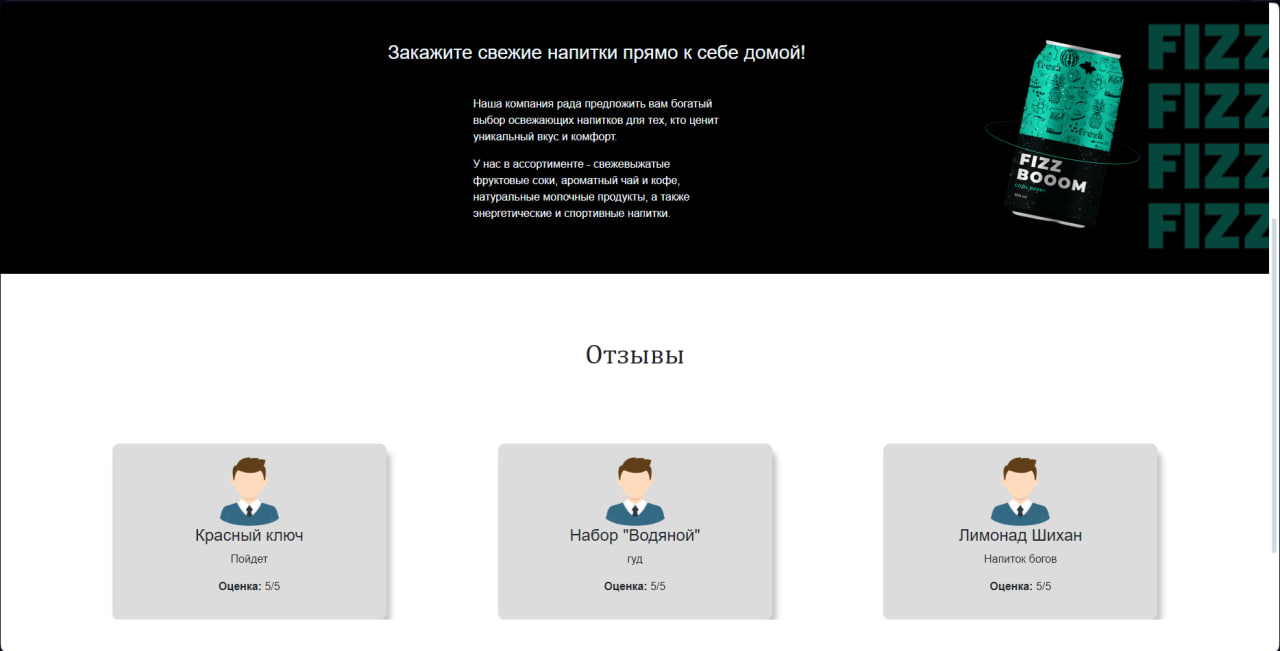 Закажите свежие напитки прямо к себе домой!
Наша компания рада предложить вам богатый
выбор освежающих напитков для тех, кто ценит
уникальный вкус и комфорт.
У нас в ассортименте - свежевыжатые
фруктовые соки, ароматный чай и кофе,
натуральные молочные продукты, а также
энергетические и спортивные напитки.
fresh
fresh
FIZZ
BOOOM
FIZZ
FIZZ
FIZZ
FIZZ
Отзывы
Красный ключ
Пойдет
Оценка: 5/5
Набор "Водяной"
гуд
Оценка: 5/5
Лимонад Шихан
Напиток богов
Оценка: 5/5